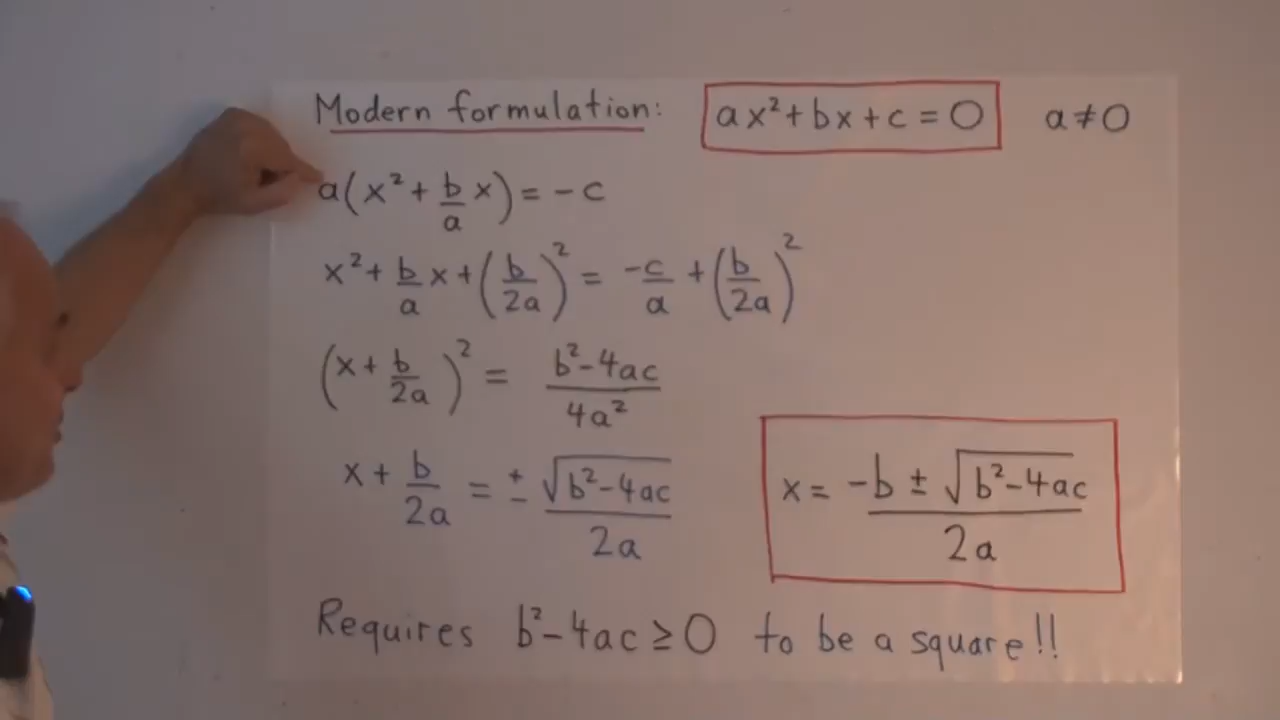 Modern formulation: ax²+bx+c=0 a≠0
a(x²+b/a x)=-c
x²+b/a x+(b/2a)²=-c/a+(b/2a)²
(x+b/2a)²=b²-4ac/4a²
x+b/2a=±√b²-4ac/2a
x=-b±√b²-4ac/2a
Requires b²-4ac≥0 to be a square!!